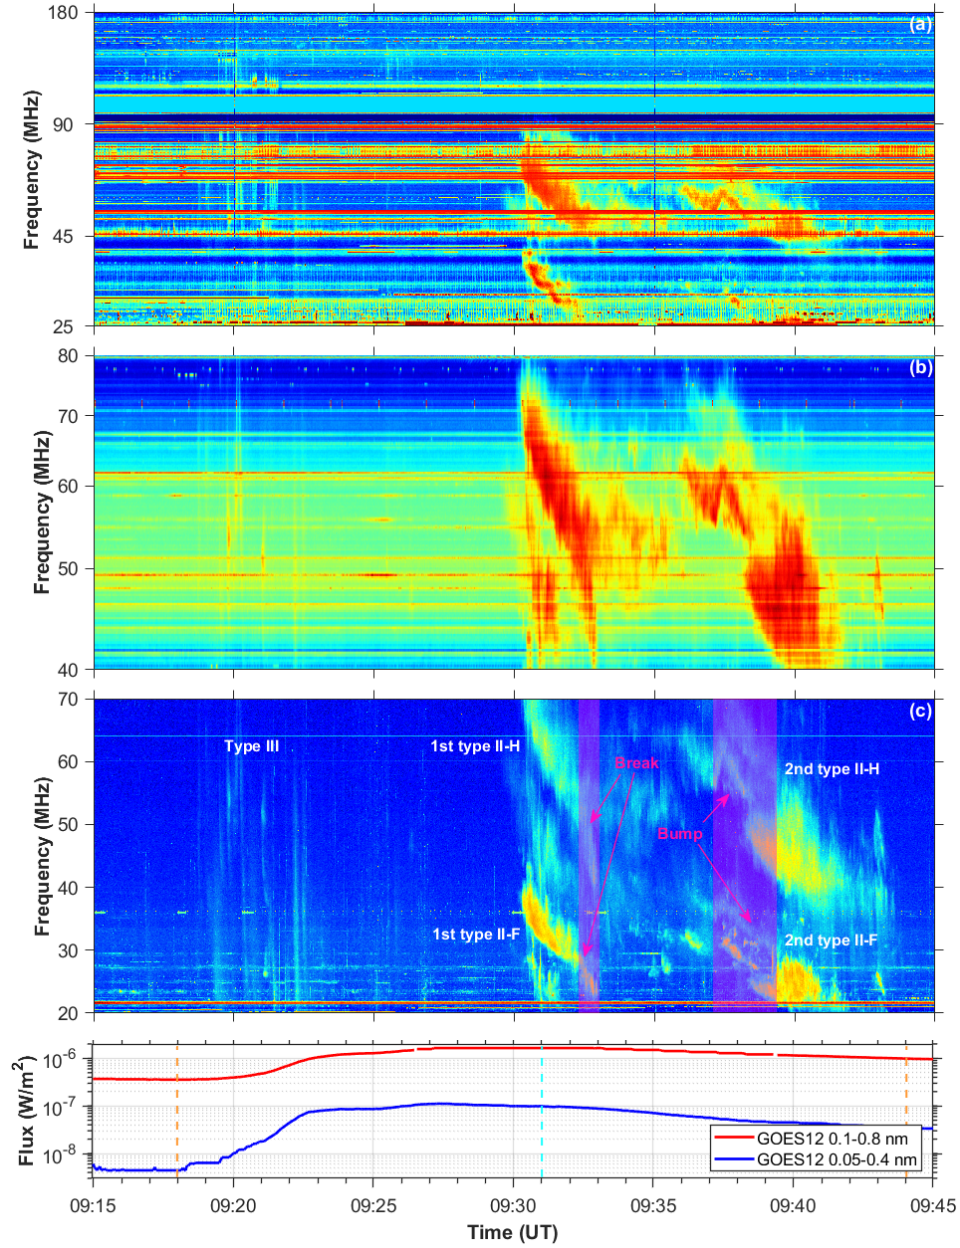 180
(a)
90
45
25
Frequency (MHz)
80
(b)
70
60
50
40
Frequency (MHz)
70
(c)
60
50
40
30
20
Frequency (MHz)
Type III
1st type II-H
Break
2nd type II-H
Bump
1st type II-F
2nd type II-F
10^-6
10^-7
10^-8
Flux (W/m^2)
GOES12 0.1-0.8 nm
GOES12 0.05-0.4 nm
09:15 09:20 09:25 09:30 09:35 09:40 09:45
Time (UT)